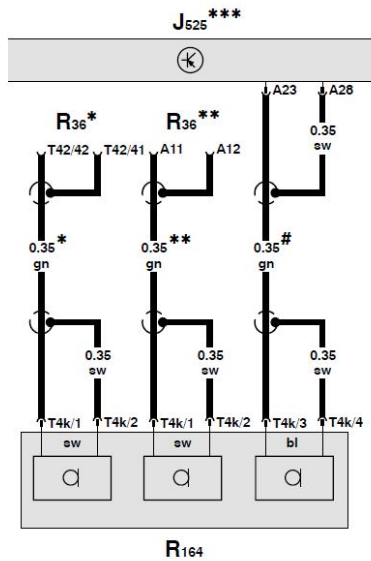 J525***
R36* R36**
A23 A28
T42/42 T42/41 A11 A12
0.35
sw
0.35* 0.35** 0.35#
gn gn gn
0.35 0.35 0.35
sw sw sw
T4k/1 T4k/2 T4k/1 T4k/2 T4k/3 T4k/4
sw sw bl
R164